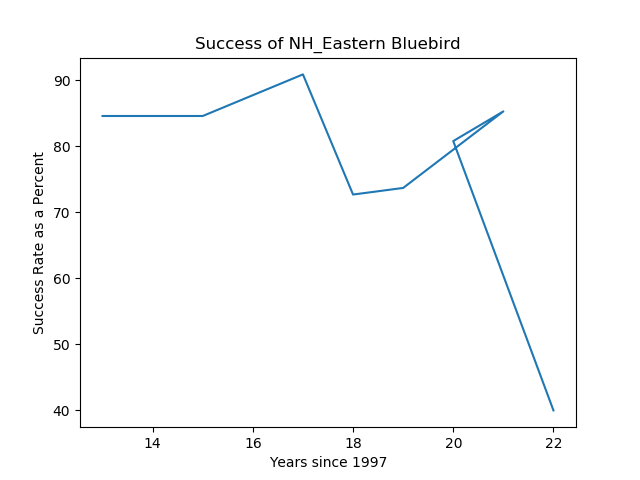 Success of NH_Eastern Bluebird
90
80
70
60
50
40
Success Rate as a Percent
14 16 18 20 22
Years since 1997